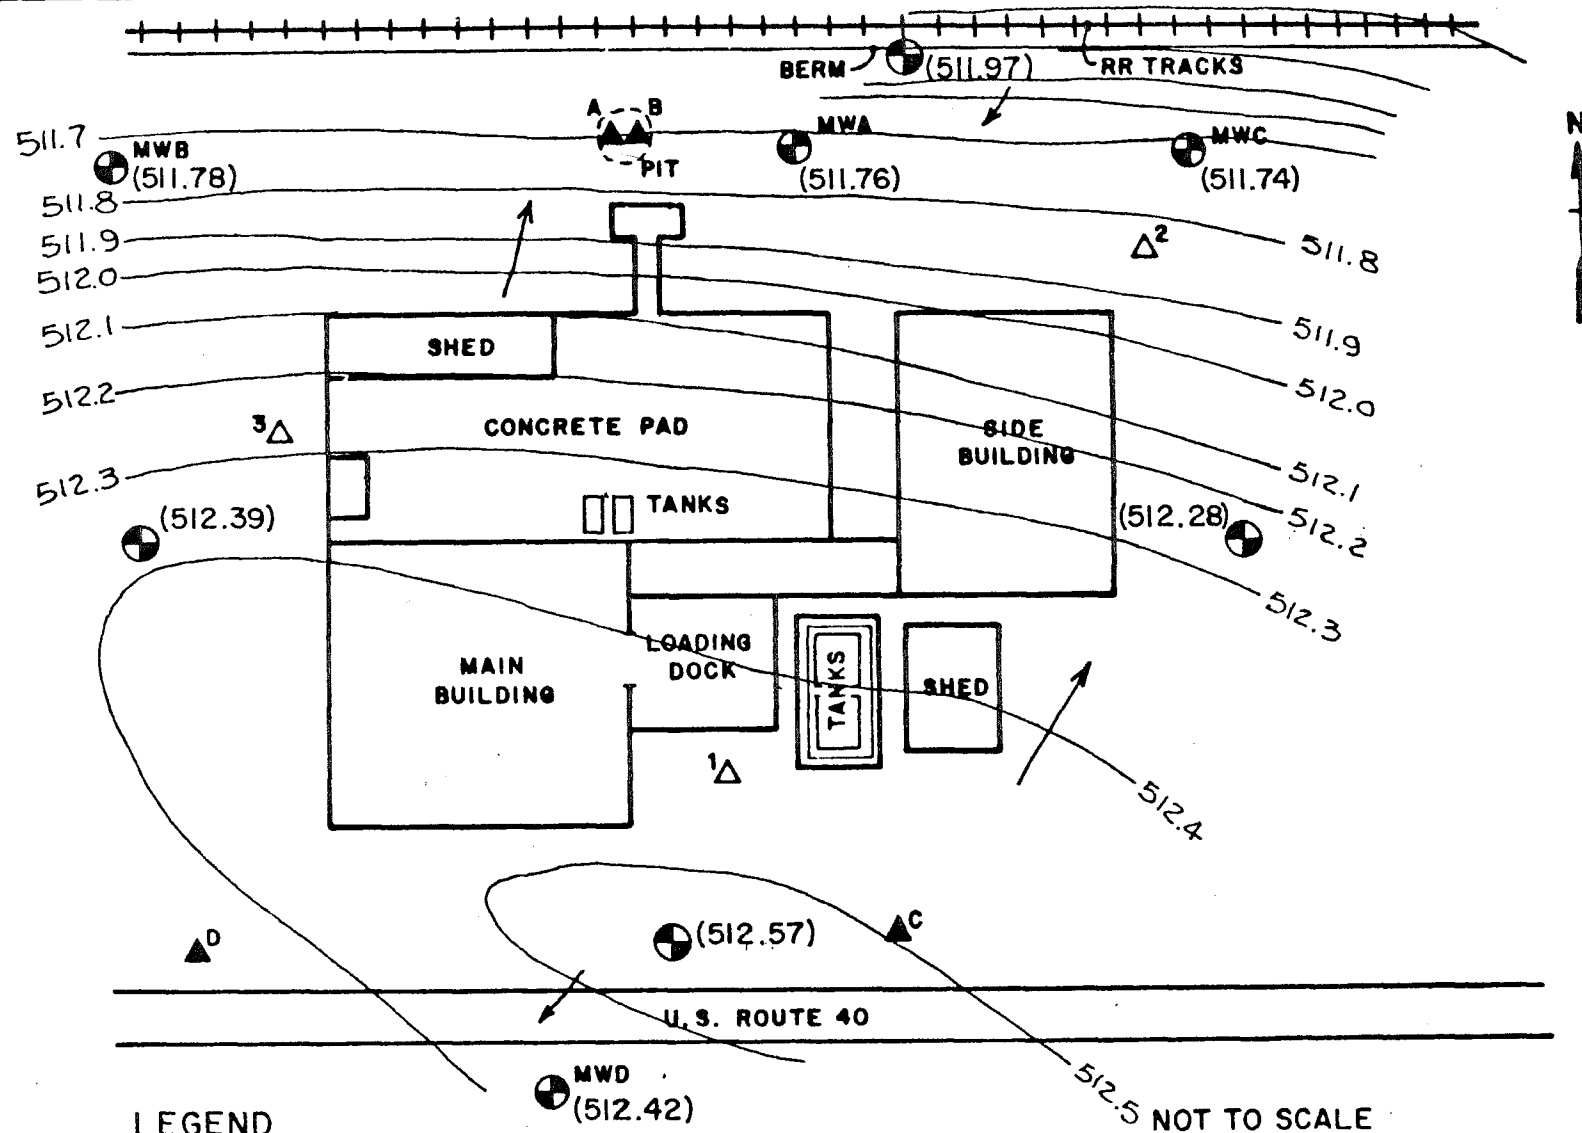 BERM
(511.97)
RR TRACKS
N
A B
511.7
MWB
(511.78)
PIT
MWA
(511.76)
MWC
(511.74)
511.8
511.9
512.0
2
511.8
512.1
SHED
511.9
512.2
3
CONCRETE PAD
SIDE
BUILDING
512.0
512.3
512.1
(512.39)
TANKS
(512.28)
512.2
512.3
LOADING
DOCK
MAIN
BUILDING
TANKS
SHED
1
512.4
D
(512.57)
C
U.S. ROUTE 40
MWD
(512.42)
512.5
LEGEND
NOT TO SCALE